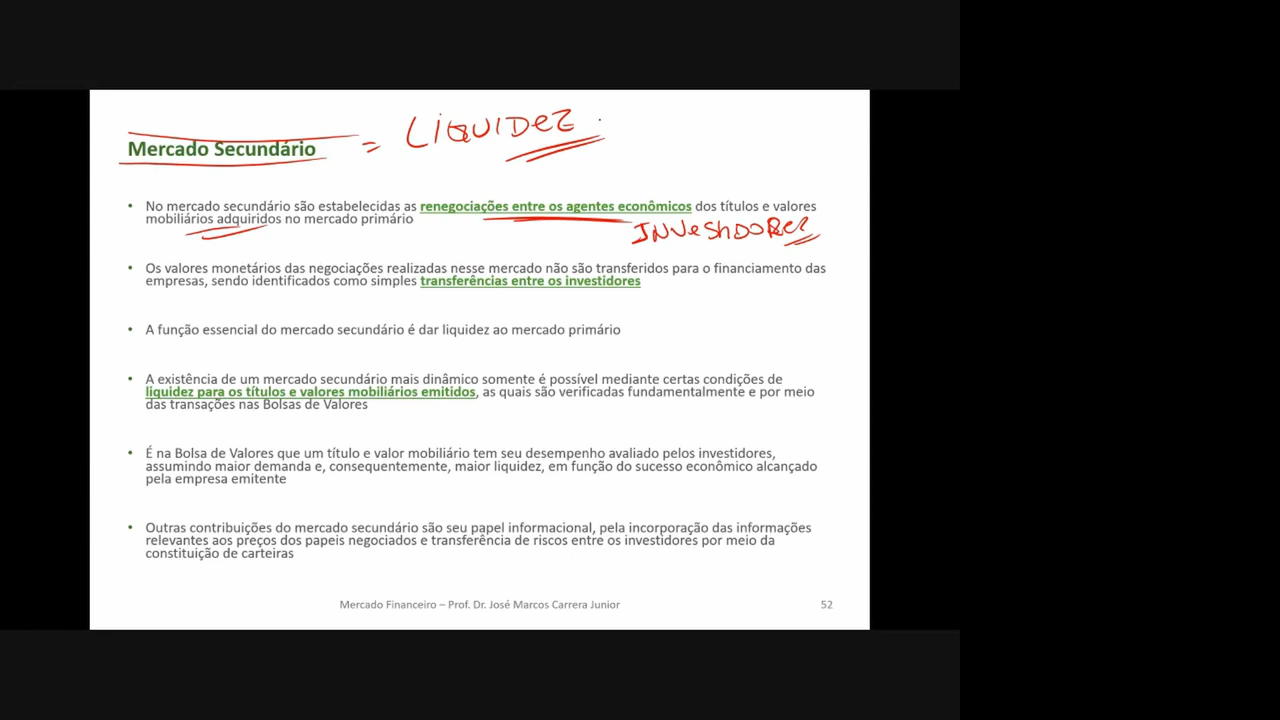 Mercado Secundário = LIQUIDEZ
• No mercado secundário são estabelecidas as renegociações entre os agentes econômicos dos títulos e valores
mobiliários adquiridos no mercado primário
INVESTIDORES
• Os valores monetários das negociações realizadas nesse mercado não são transferidos para o financiamento das
empresas, sendo identificados como simples transferências entre os investidores
• A função essencial do mercado secundário é dar liquidez ao mercado primário
• A existência de um mercado secundário mais dinâmico somente é possível mediante certas condições de
liquidez para os títulos e valores mobiliários emitidos, as quais são verificadas fundamentalmente e por meio
das transações nas Bolsas de Valores
• É na Bolsa de Valores que um título e valor mobiliário tem seu desempenho avaliado pelos investidores,
assumindo maior demanda e, consequentemente, maior liquidez, em função do sucesso econômico alcançado
pela empresa emitente
• Outras contribuições do mercado secundário são seu papel informacional, pela incorporação das informações
relevantes aos preços dos papeis negociados e transferência de riscos entre os investidores por meio da
constituição de carteiras
Mercado Financeiro – Prof. Dr. José Marcos Carrera Junior 52